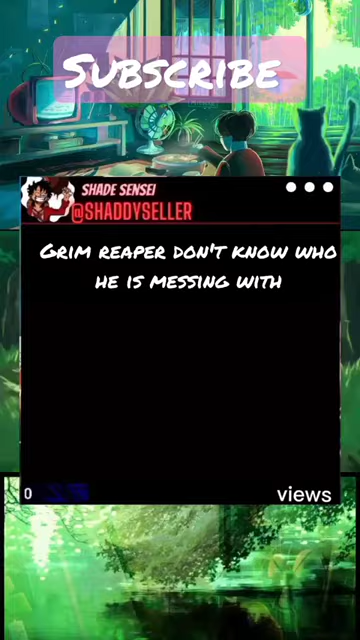 SUBSCRIBE
SHADE SENSEI
@SHADDYSELLER
GRIM REAPER DON'T KNOW WHO
HE IS MESSING WITH
0
views